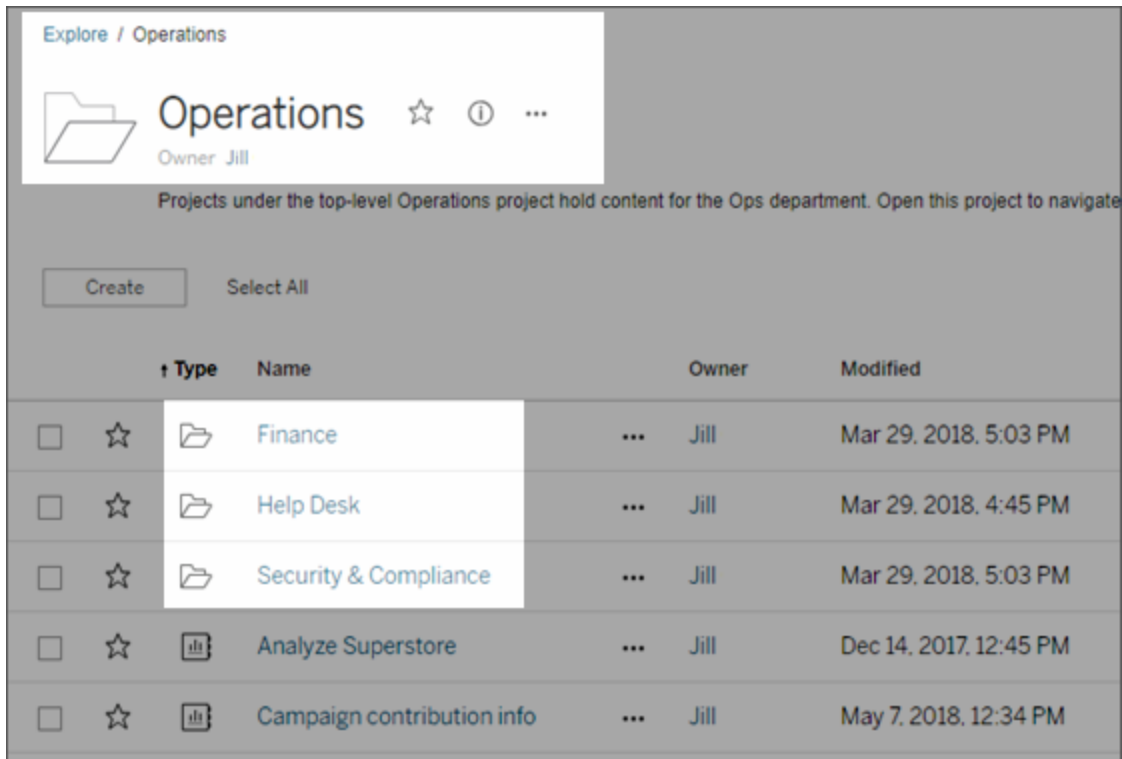 Explore / Operations
Operations
Owner Jill
Projects under the top-level Operations project hold content for the Ops department. Open this project to navigate
Create Select All
↑ Type Name Owner Modified
Finance ... Jill Mar 29, 2018, 5:03 PM
Help Desk ... Jill Mar 29, 2018, 4:45 PM
Security & Compliance ... Jill Mar 29, 2018, 5:03 PM
Analyze Superstore ... Jill Dec 14, 2017, 12:45 PM
Campaign contribution info ... Jill May 7, 2018, 12:34 PM